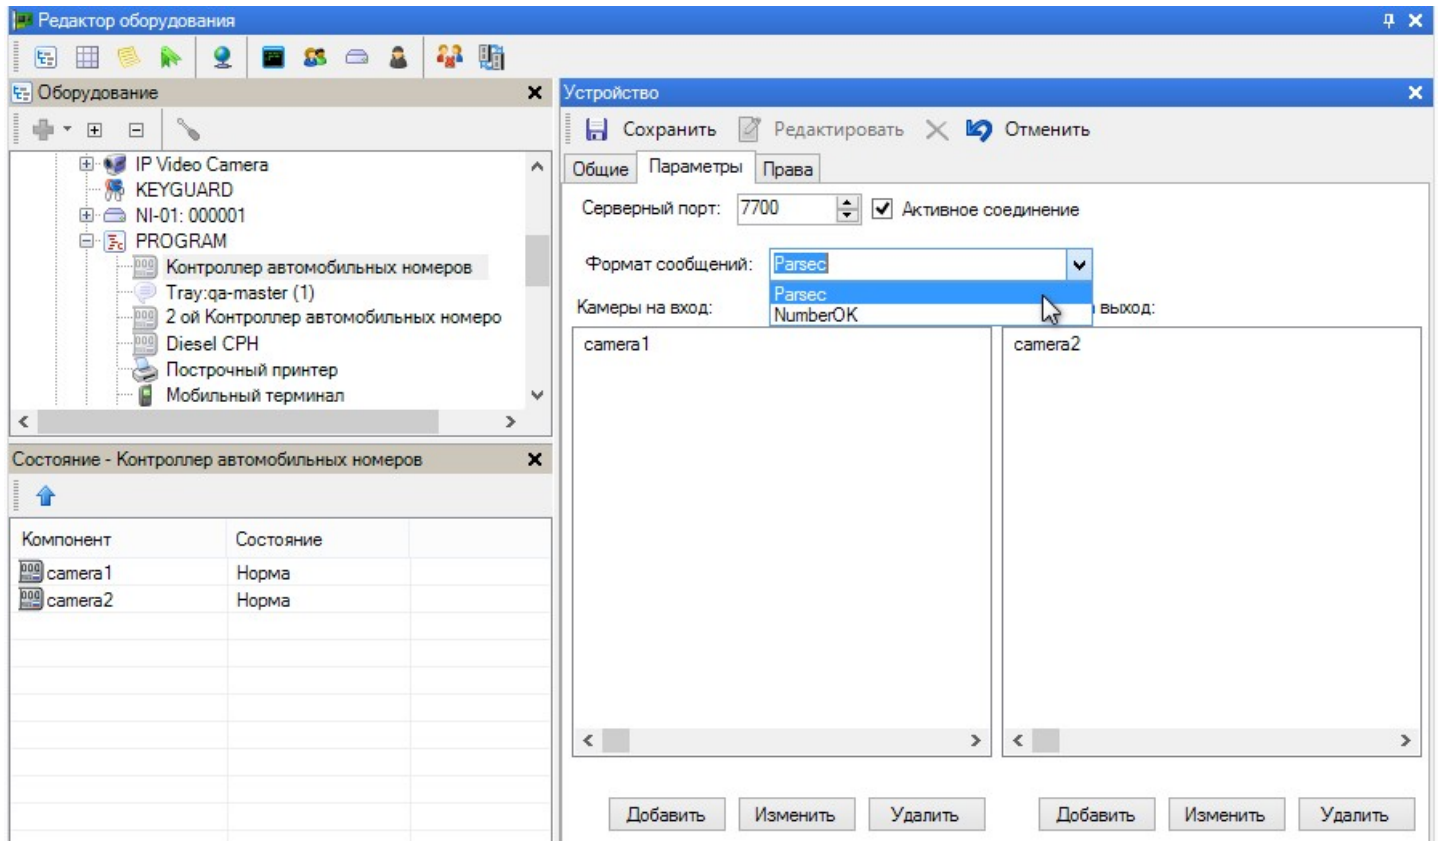 Редактор оборудования
Оборудование
IP Video Camera
KEYGUARD
NI-01: 000001
PROGRAM
Контроллер автомобильных номеров
Tray:qa-master (1)
2 ой Контроллер автомобильных номеро
Diesel CPH
Построчный принтер
Мобильный терминал
Состояние - Контроллер автомобильных номеров
Компонент Состояние
camera1 Норма
camera2 Норма
Устройство
Сохранить Редактировать Отменить
Общие Параметры Права
Серверный порт: 7700 Активное соединение
Формат сообщений: Parsec
Parsec
NumberOK
Камеры на вход: выход:
camera1 camera2
Добавить Изменить Удалить Добавить Изменить Удалить